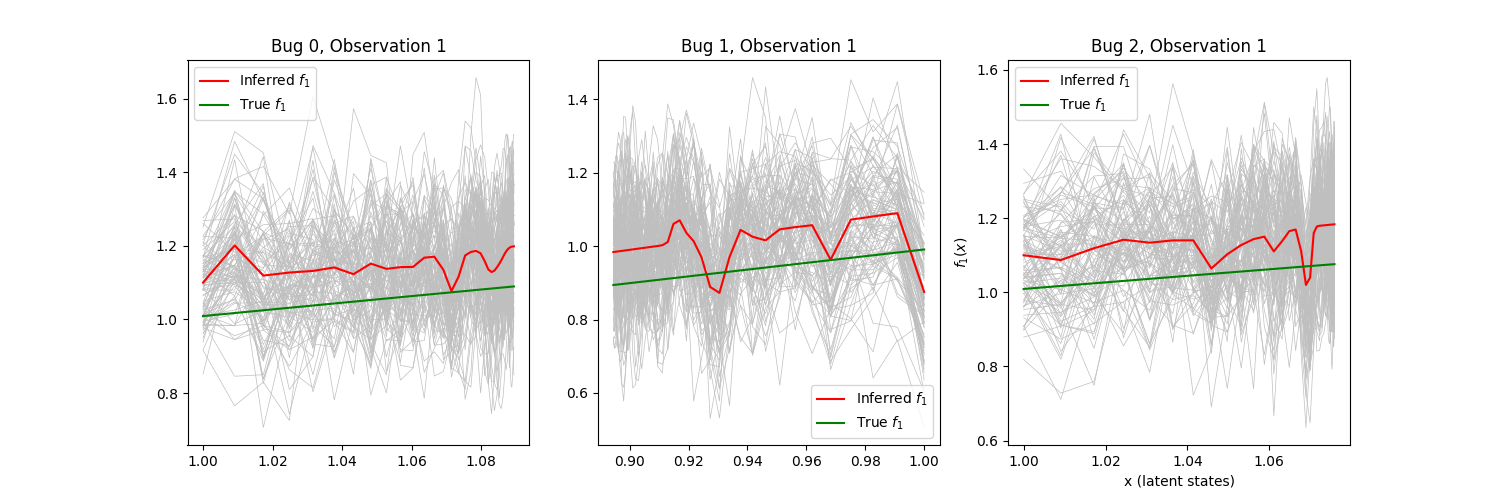 Bug 0, Observation 1
Inferred f₁
True f₁
1.6
1.4
1.2
1.0
0.8
1.00 1.02 1.04 1.06 1.08
Bug 1, Observation 1
1.4
1.2
1.0
0.8
0.6
Inferred f₁
True f₁
0.90 0.92 0.94 0.96 0.98 1.00
Bug 2, Observation 1
Inferred f₁
True f₁
f₁(x)
1.6
1.4
1.2
1.0
0.8
0.6
1.00 1.02 1.04 1.06
x (latent states)